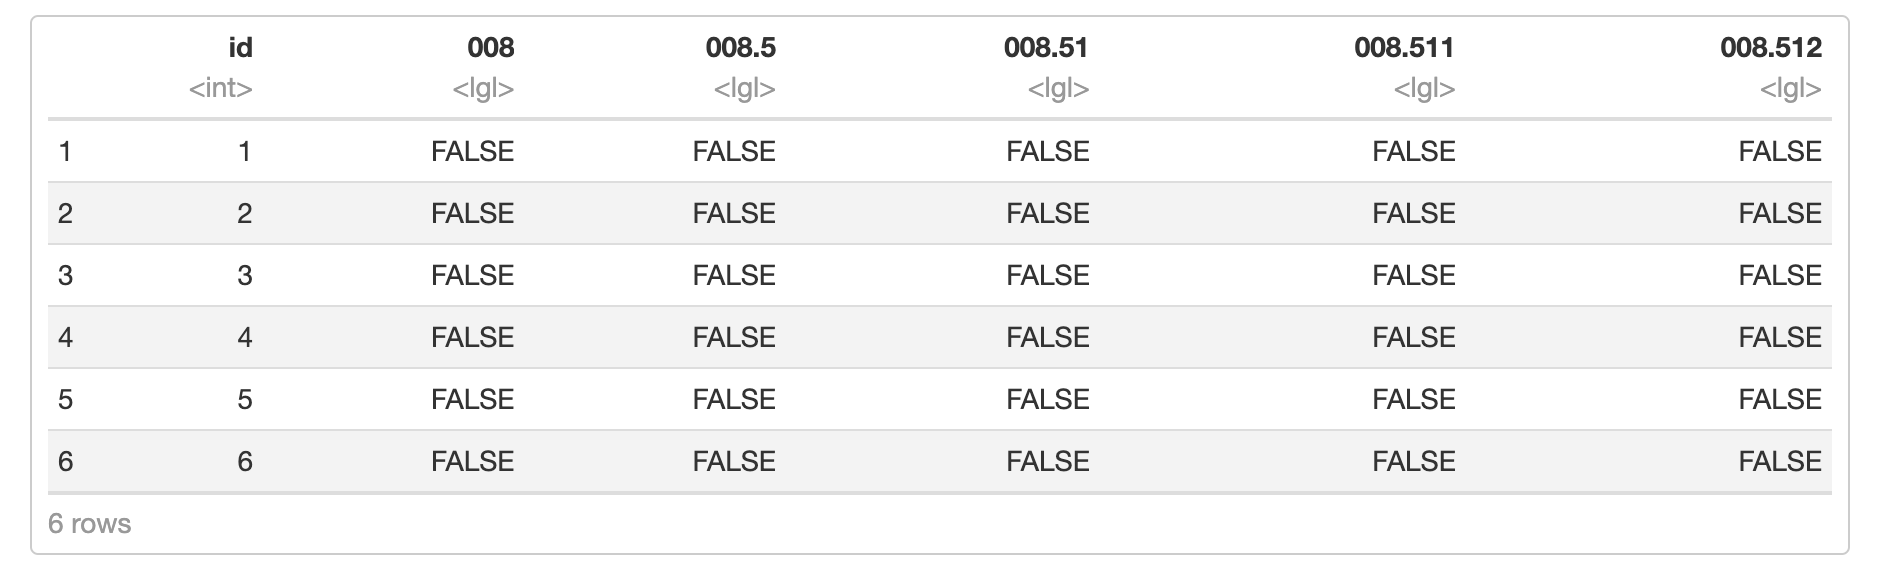 id 008 008.5 008.51 008.511 008.512
<int> <lgl> <lgl> <lgl> <lgl> <lgl>
1 1 FALSE FALSE FALSE FALSE FALSE
2 2 FALSE FALSE FALSE FALSE FALSE
3 3 FALSE FALSE FALSE FALSE FALSE
4 4 FALSE FALSE FALSE FALSE FALSE
5 5 FALSE FALSE FALSE FALSE FALSE
6 6 FALSE FALSE FALSE FALSE FALSE
6 rows